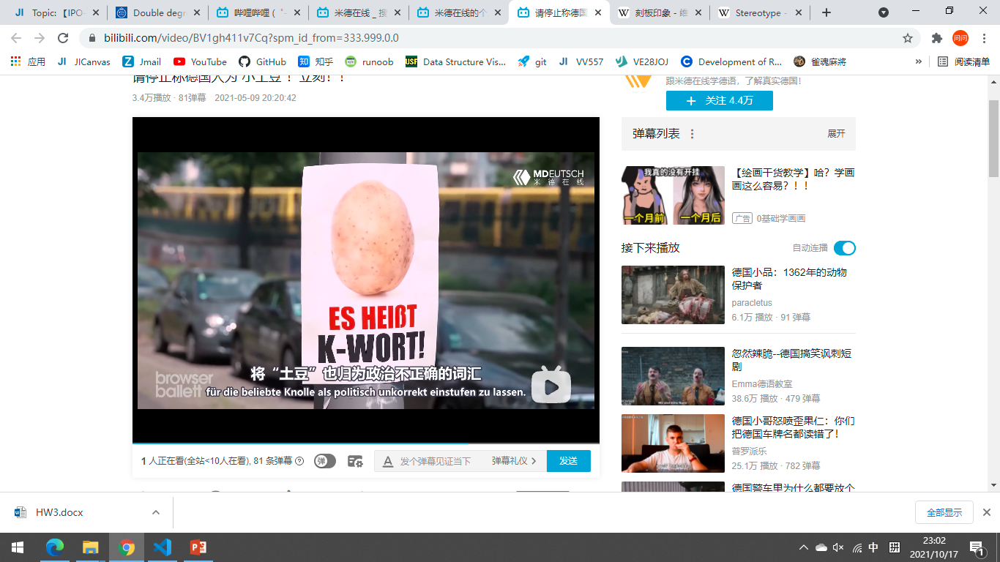 Topic:【IPO-
Double degr
哔哩哔哩 (゜-
米德在线_搜
米德在线的个
请停止称德国
刻板印象 - 维
Stereotype -
bilibili.com/video/BV1gh411v7Cq?spm_id_from=333.999.0.0
问问
应用
JICanvas
Jmail
YouTube
GitHub
知乎
runoob
Data Structure Vis...
git
VV557
VE28JOJ
Development of R...
雀魂麻將
»
阅读清单
请停止称德国人为"小土豆"！立刻！！
3.4万播放 · 81弹幕 2021-05-09 20:20:42
跟米德在线学德语，了解真实德国!
+ 关注 4.4万
MDEUTSCH
米德在线
ES HEIẞT
K-WORT!
将“土豆”也归为政治不正确的词汇
browser
ballett
für die beliebte Knolle als politisch unkorrekt einstufen zu lassen.
1 人正在看(全站<10人在看), 81 条弹幕
弹
发个弹幕见证当下
弹幕礼仪 >
发送
弹幕列表
展开
我真的没有开挂
一个月前
一个月后
【绘画干货教学】哈？学画画这么容易？！！
广告 0基础学画画
接下来播放
自动连播
德国小品：1362年的动物
保护者
paracletus
6.1万 播放 · 91 弹幕
忽然辣脆--德国搞笑讽刺短
剧
Emma德语教室
38.6万 播放 · 479 弹幕
德国小哥怒喷歪果仁：你们
把德国车牌名都读错了！
普罗派乐
25.1万 播放 · 782 弹幕
德国警车里为什么都要放个
HW3.docx
全部显示
中
拼
23:02
2021/10/17
1